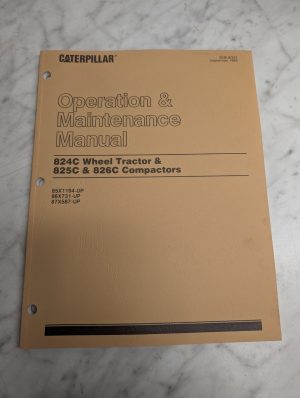 CATERPILLAR
Operation &
Maintenance
Manual
824C Wheel Tractor &
825C & 826C Compactors
85X1194-UP
86X731-UP
87X587-UP